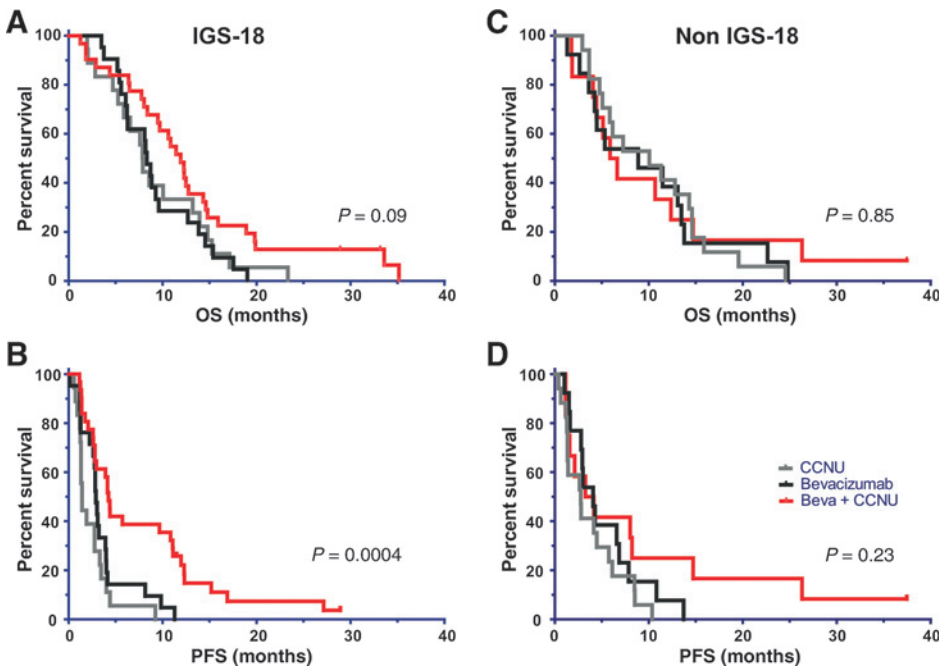 A
IGS-18
Percent survival
100
80
60
40
20
0
P = 0.09
0 10 20 30 40
OS (months)
C
Non IGS-18
Percent survival
100
80
60
40
20
0
P = 0.85
0 10 20 30 40
OS (months)
B
Percent survival
100
80
60
40
20
0
P = 0.0004
0 10 20 30 40
PFS (months)
D
Percent survival
100
80
60
40
20
0
CCNU
Bevacizumab
Beva + CCNU
P = 0.23
0 10 20 30 40
PFS (months)